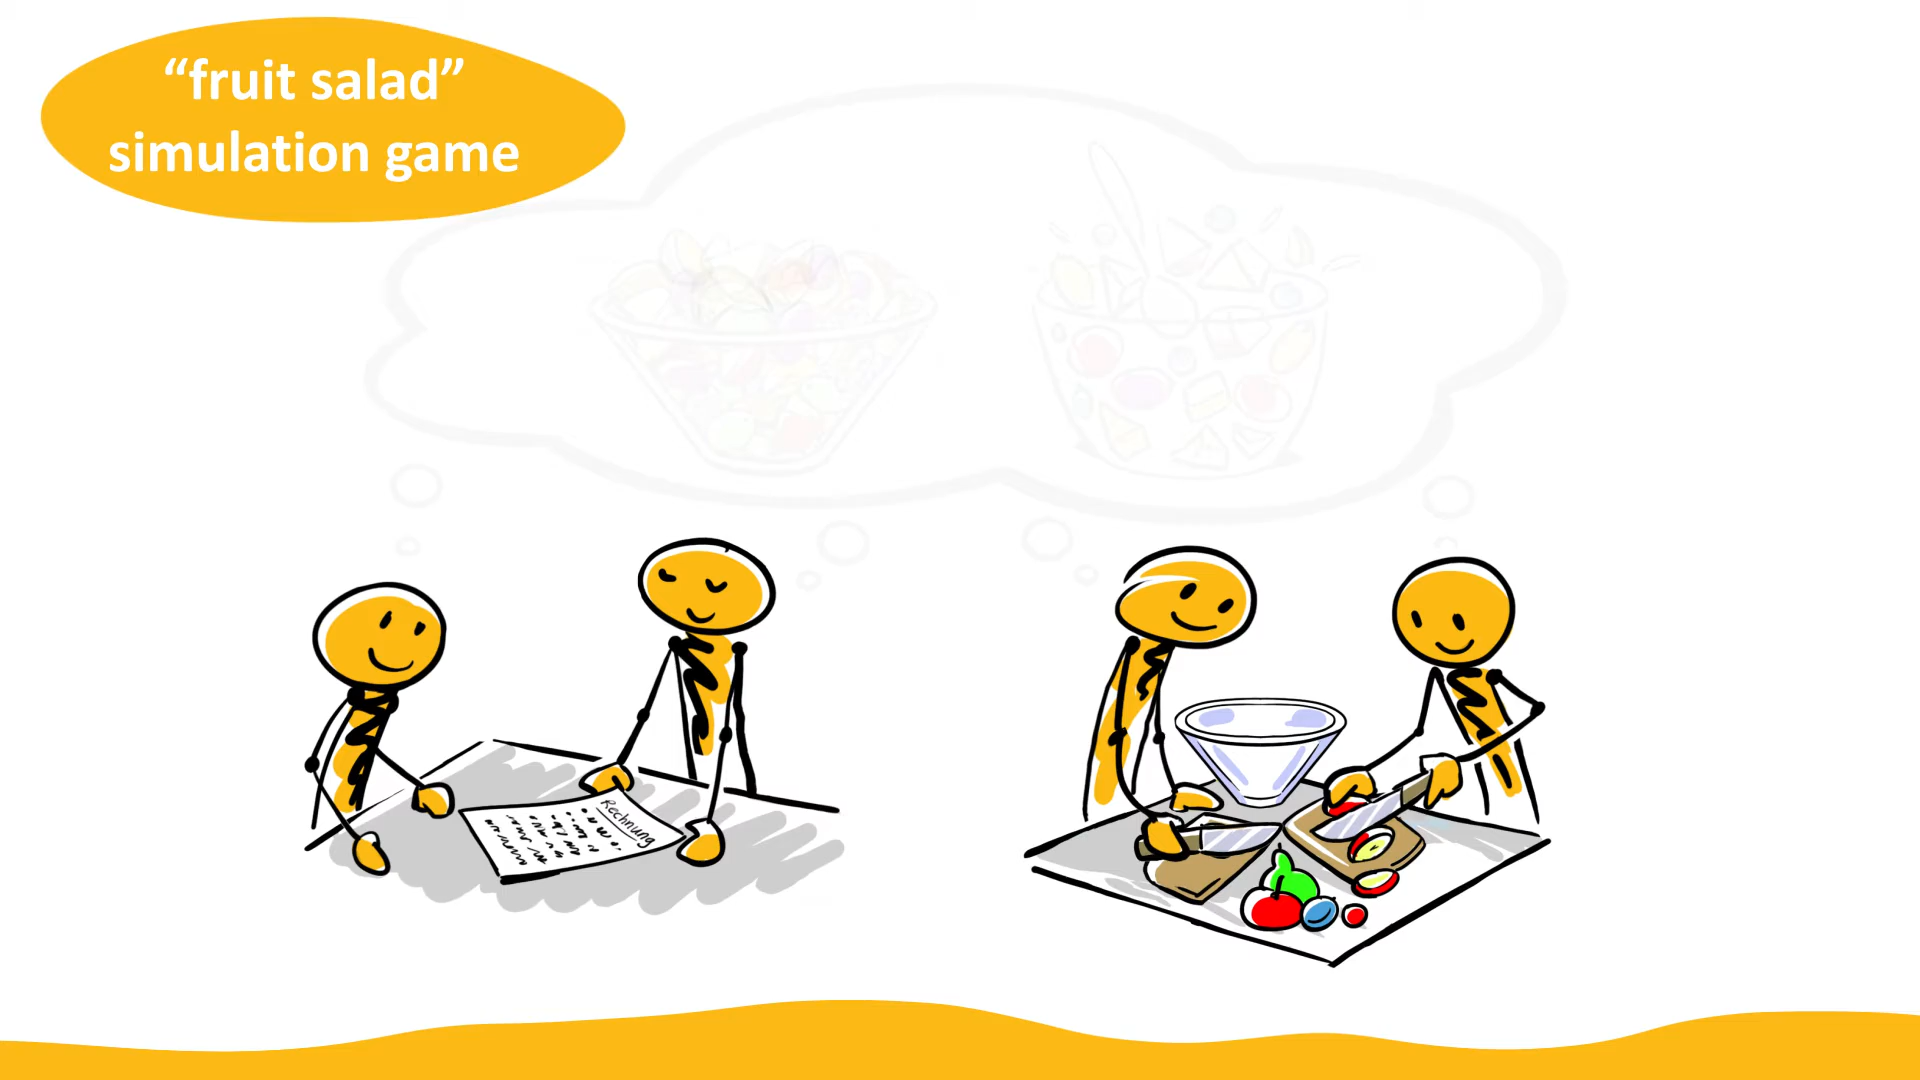 “fruit salad”
simulation game
Rechnung